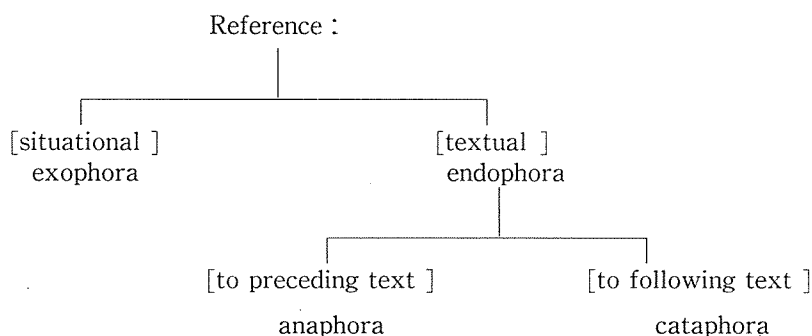 Reference :
[situational ] [textual ]
exophora endophora
[to preceding text ] [to following text ]
anaphora cataphora